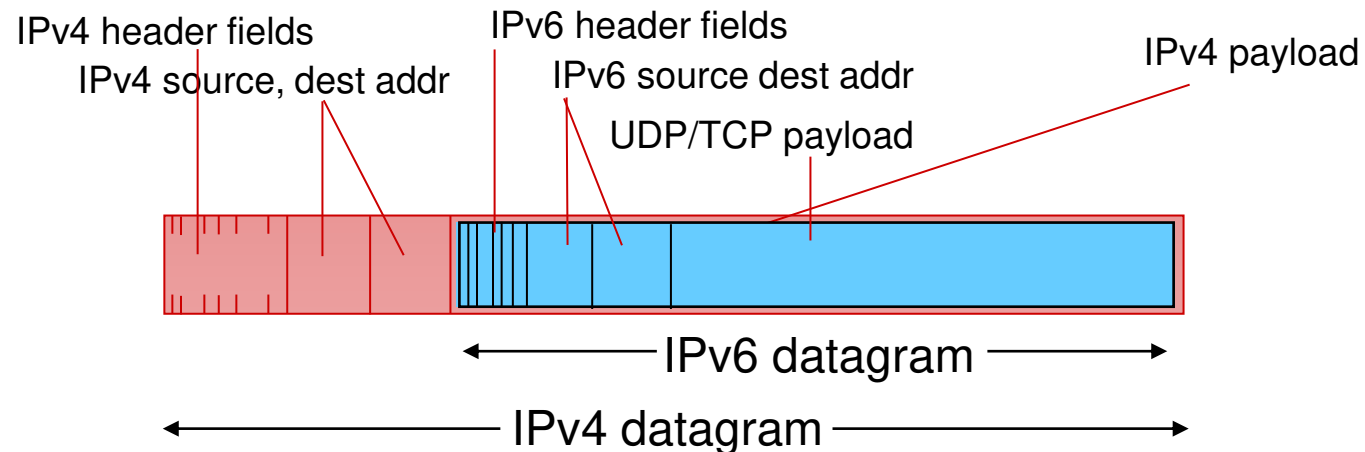 IPv4 header fields
IPv6 header fields
IPv4 payload
IPv4 source, dest addr
IPv6 source dest addr
UDP/TCP payload
IPv6 datagram
IPv4 datagram